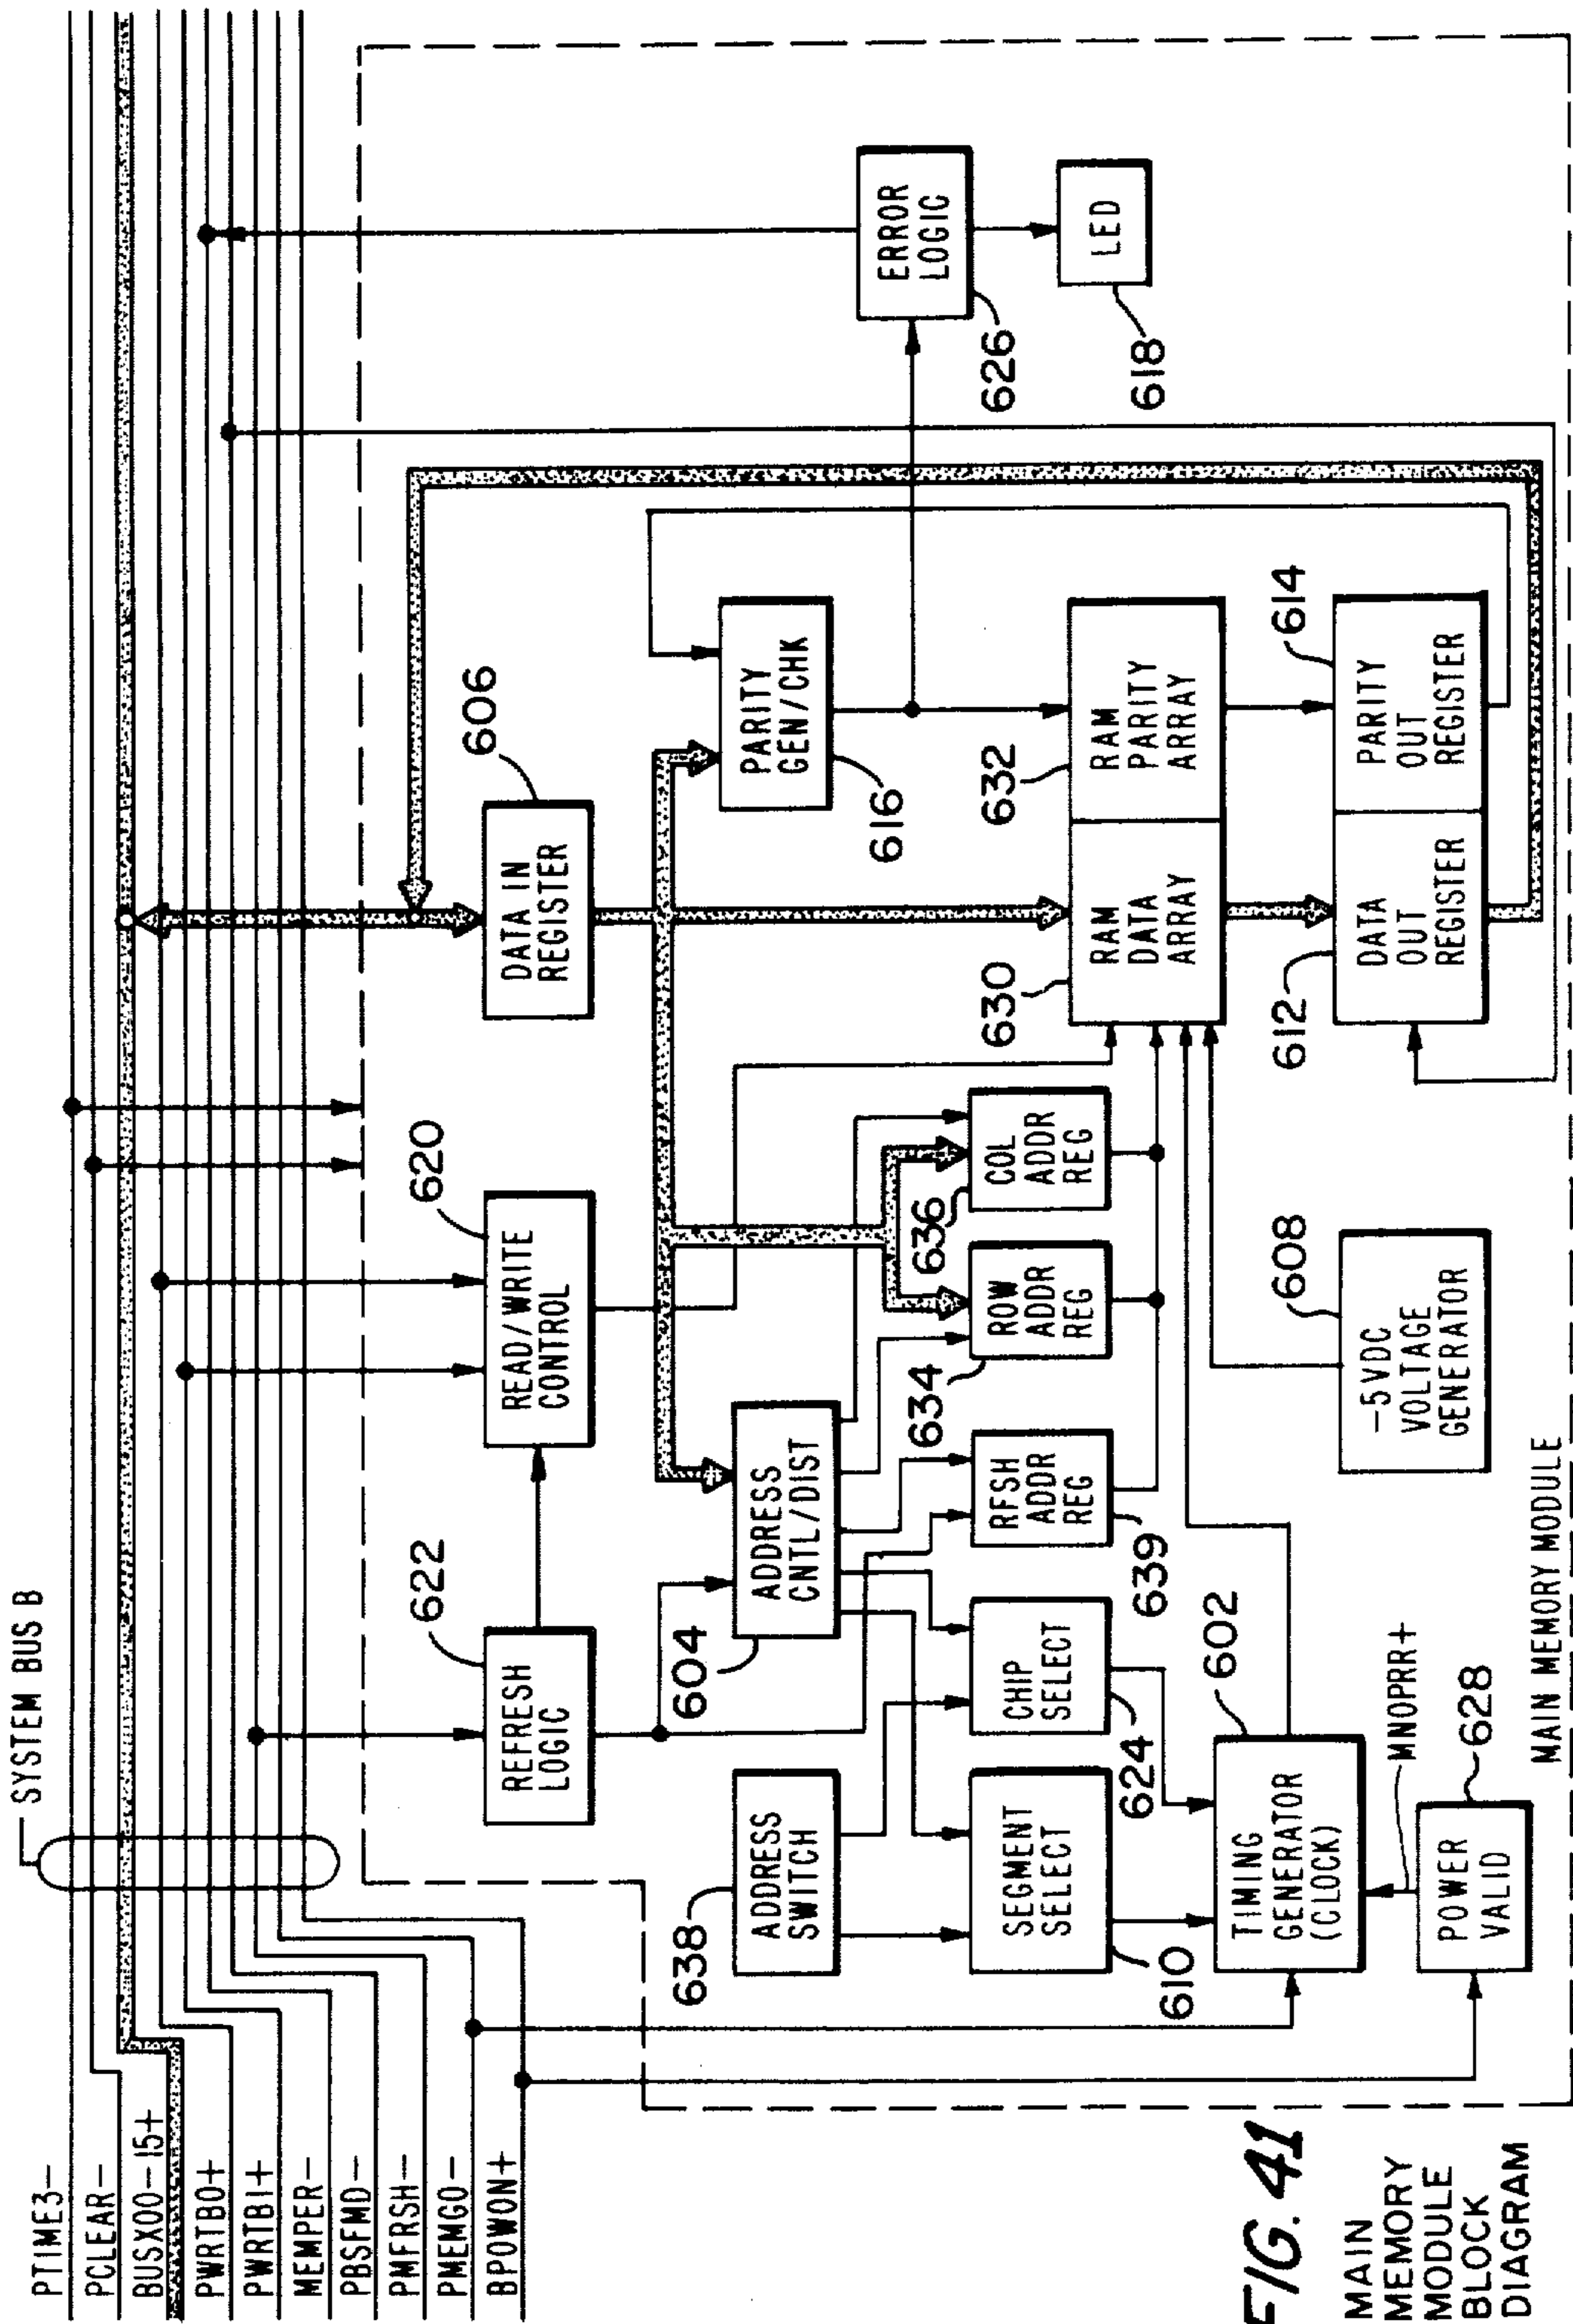 SYSTEM BUS B
PTIME3-
PCLEAR-
BUSX00-15+
PWRTB0+
PWRTB1+
MEMPER-
PBSFMD-
PMFRSH-
PMEMGO-
BPOWON+
622
REFRESH
LOGIC
620
READ/WRITE
CONTROL
606
DATA IN
REGISTER
638
ADDRESS
SWITCH
604
ADDRESS
CNTL/DIST
PARITY
GEN/CHK
616
ERROR
LOGIC
626
LED
618
SEGMENT
SELECT
610
CHIP
SELECT
624
RFSH
ADDR
REG
639
ROW
ADDR
REG
634
COL
ADDR
REG
636
630
RAM
DATA
ARRAY
632
RAM
PARITY
ARRAY
602
TIMING
GENERATOR
(CLOCK)
MNOPRR+
POWER
VALID
628
608
-5VDC
VOLTAGE
GENERATOR
612
DATA
OUT
REGISTER
614
PARITY
OUT
REGISTER
MAIN MEMORY MODULE
FIG. 41
MAIN
MEMORY
MODULE
BLOCK
DIAGRAM